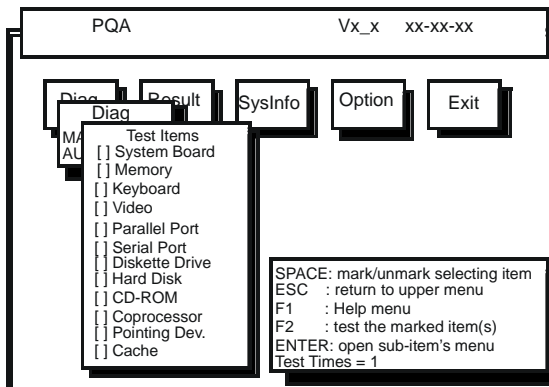 PQA Vx_x xx-xx-xx
Diag Result SysInfo Option Exit
Diag
MA
AU
Test Items
[ ] System Board
[ ] Memory
[ ] Keyboard
[ ] Video
[ ] Parallel Port
[ ] Serial Port
[ ] Diskette Drive
[ ] Hard Disk
[ ] CD-ROM
[ ] Coprocessor
[ ] Pointing Dev.
[ ] Cache
SPACE: mark/unmark selecting item
ESC : return to upper menu
F1 : Help menu
F2 : test the marked item(s)
ENTER: open sub-item's menu
Test Times = 1